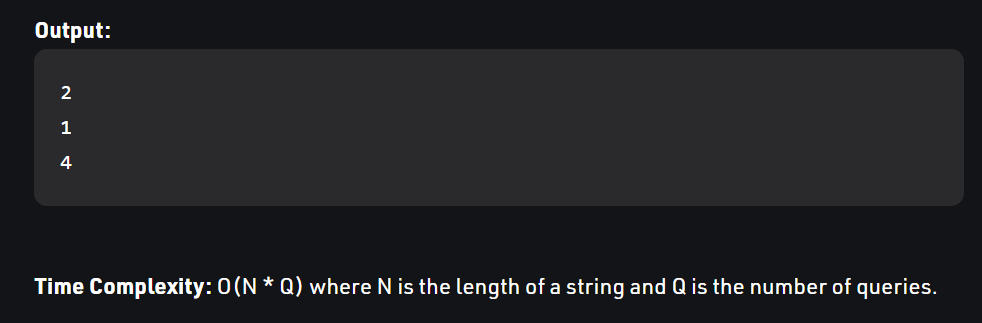 Output:
2
1
4
Time Complexity: O(N * Q) where N is the length of a string and Q is the number of queries.